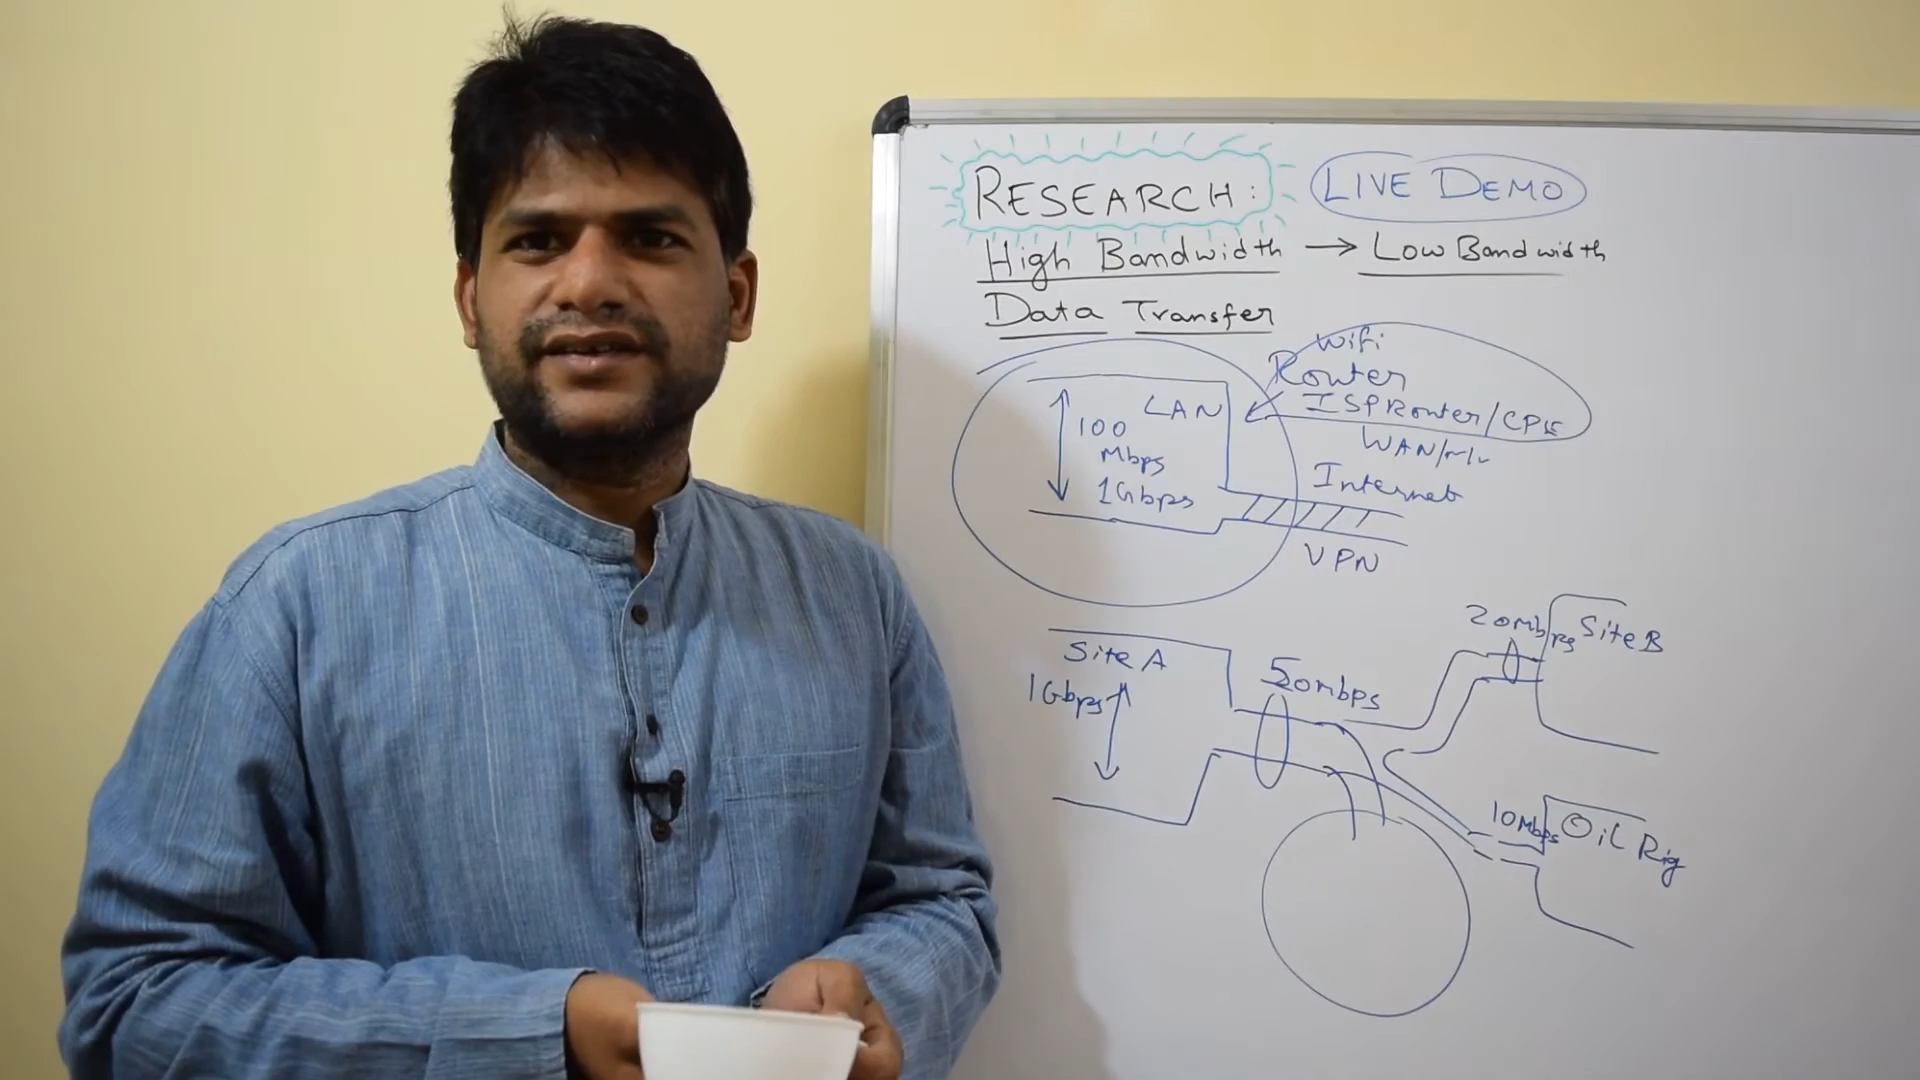 RESEARCH:
LIVE DEMO
High Bandwidth → Low Bandwidth
Data Transfer
Wifi
Router
ISP Router/CPE
LAN
100
Mbps
1Gbps
WAN
Internet
VPN
Site A
1Gbps
50mbps
20mbps
Site B
10Mbps
Oil Rig